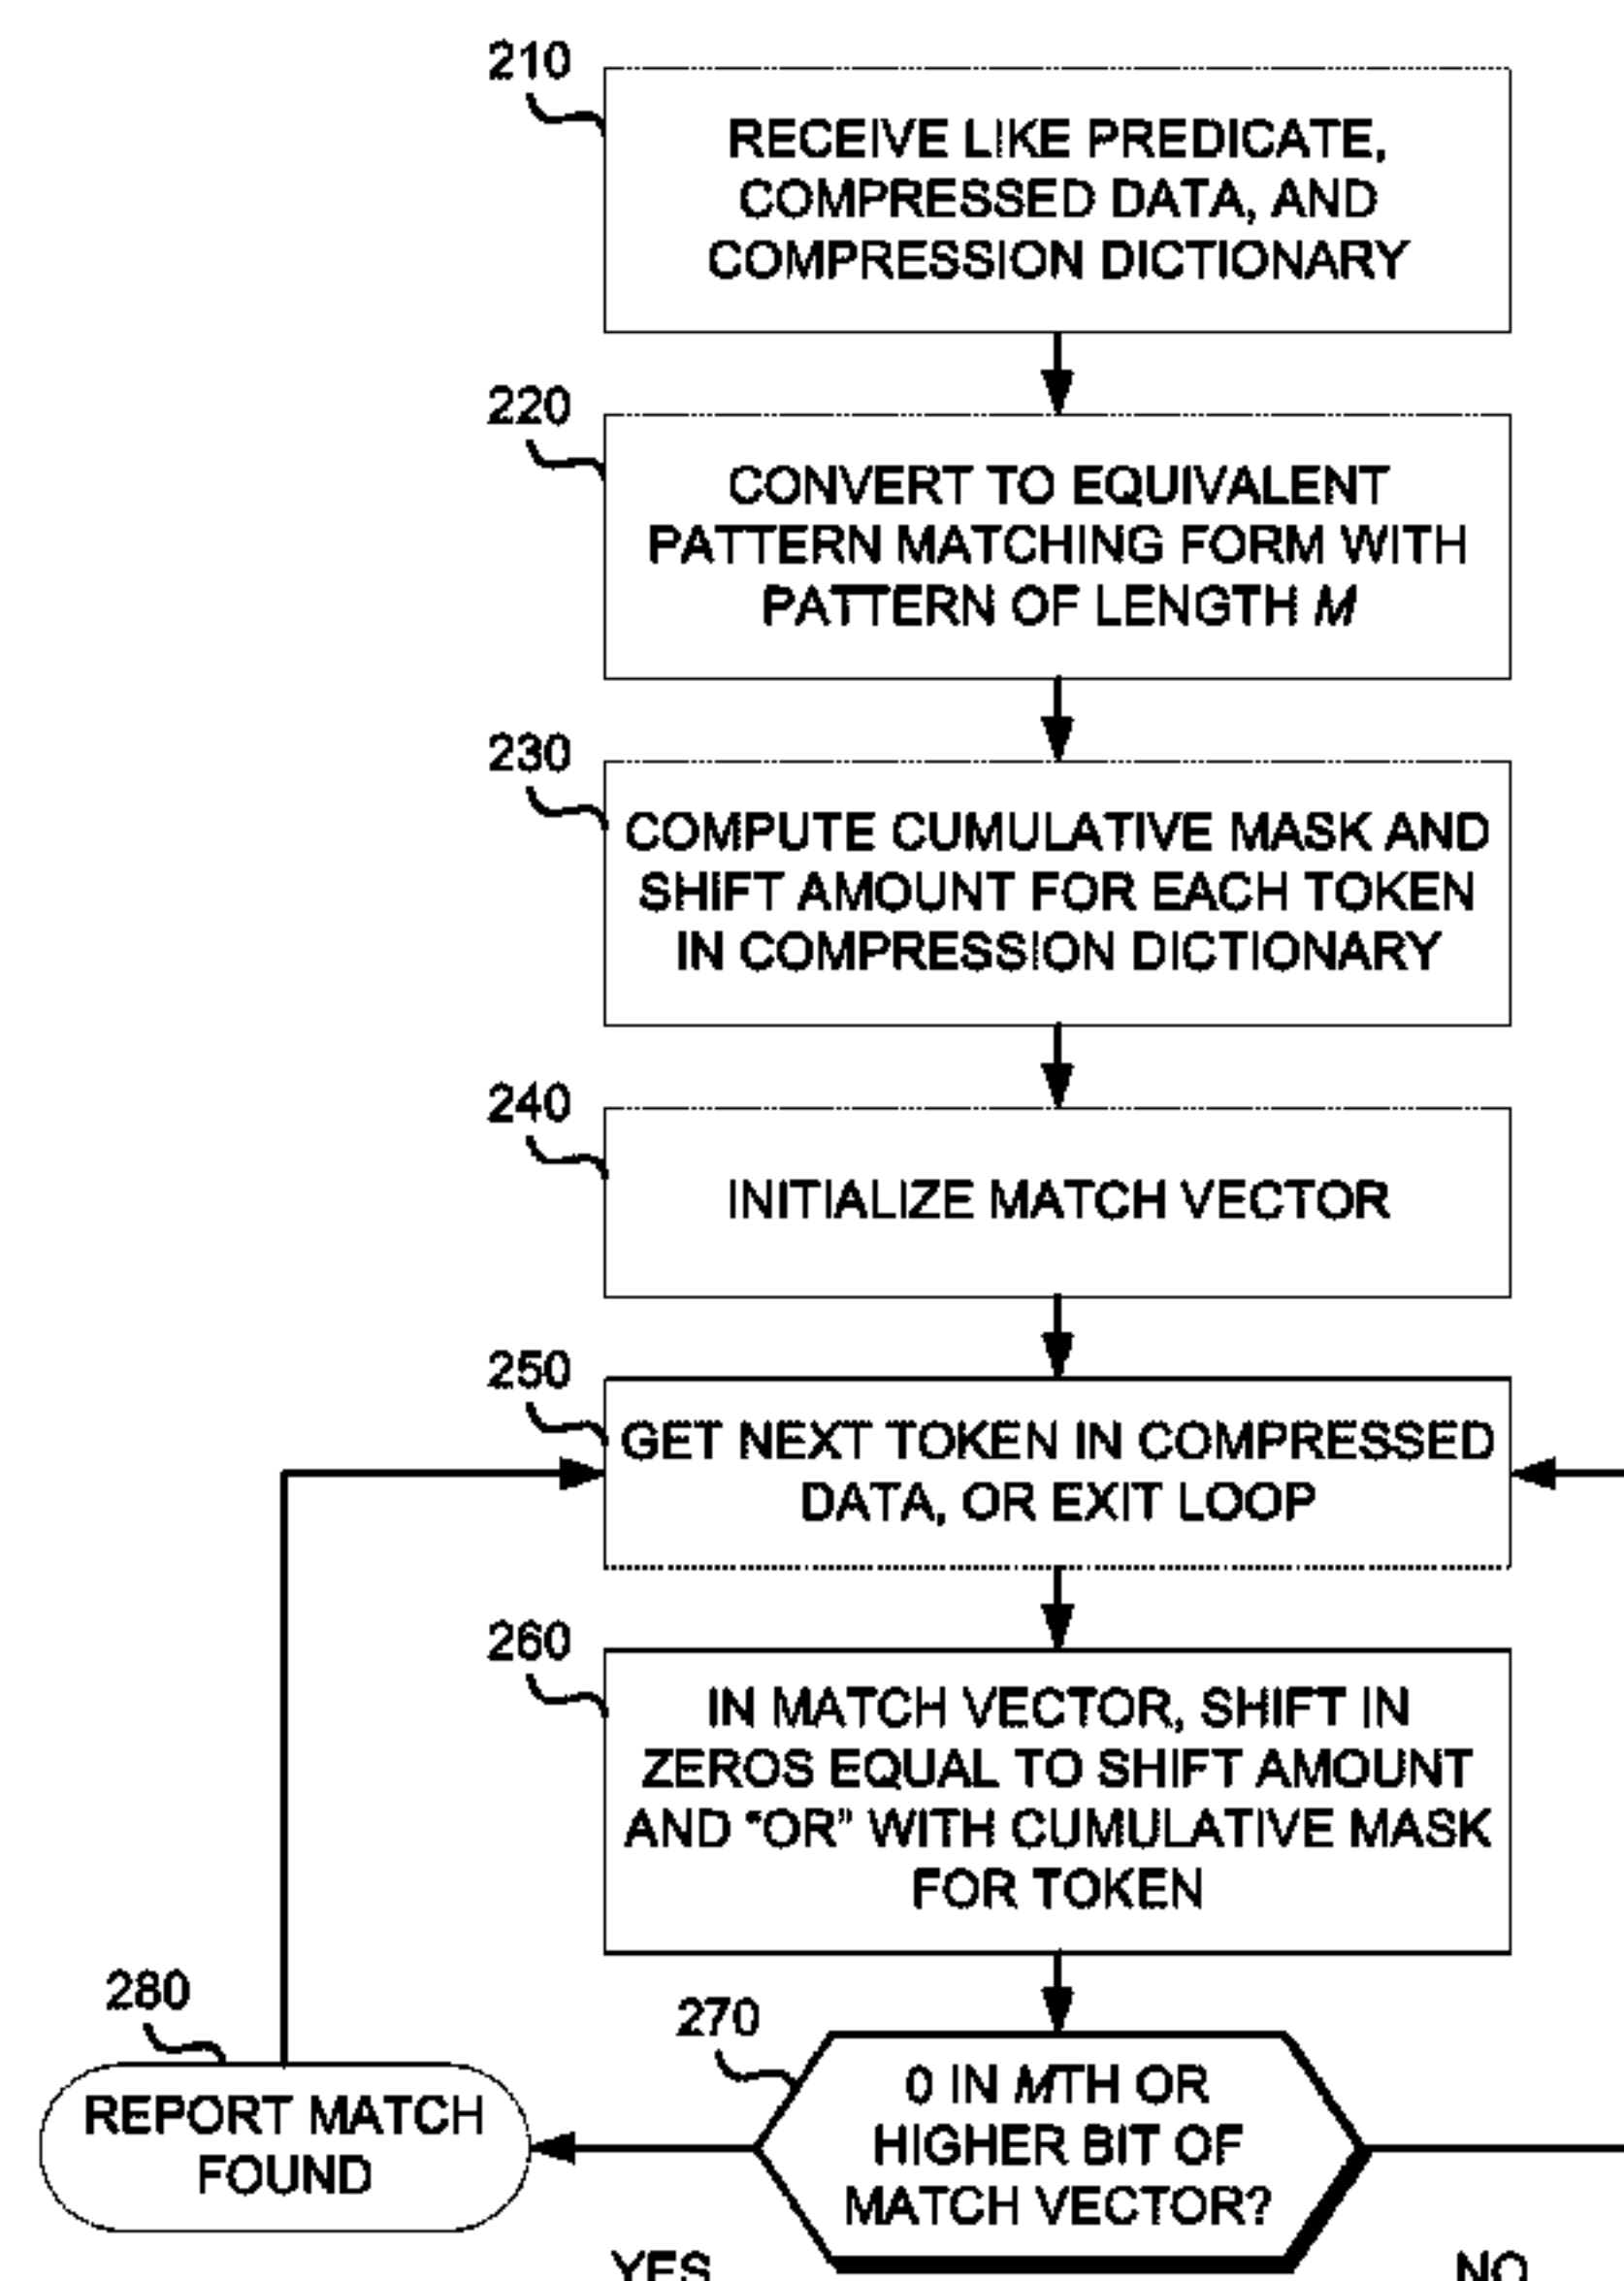 210
RECEIVE LIKE PREDICATE,
COMPRESSED DATA, AND
COMPRESSION DICTIONARY
220
CONVERT TO EQUIVALENT
PATTERN MATCHING FORM WITH
PATTERN OF LENGTH M
230
COMPUTE CUMULATIVE MASK AND
SHIFT AMOUNT FOR EACH TOKEN
IN COMPRESSION DICTIONARY
240
INITIALIZE MATCH VECTOR
250
GET NEXT TOKEN IN COMPRESSED
DATA, OR EXIT LOOP
260
IN MATCH VECTOR, SHIFT IN
ZEROS EQUAL TO SHIFT AMOUNT
AND "OR" WITH CUMULATIVE MASK
FOR TOKEN
270
0 IN MTH OR
HIGHER BIT OF
MATCH VECTOR?
280
REPORT MATCH
FOUND
YES
NO